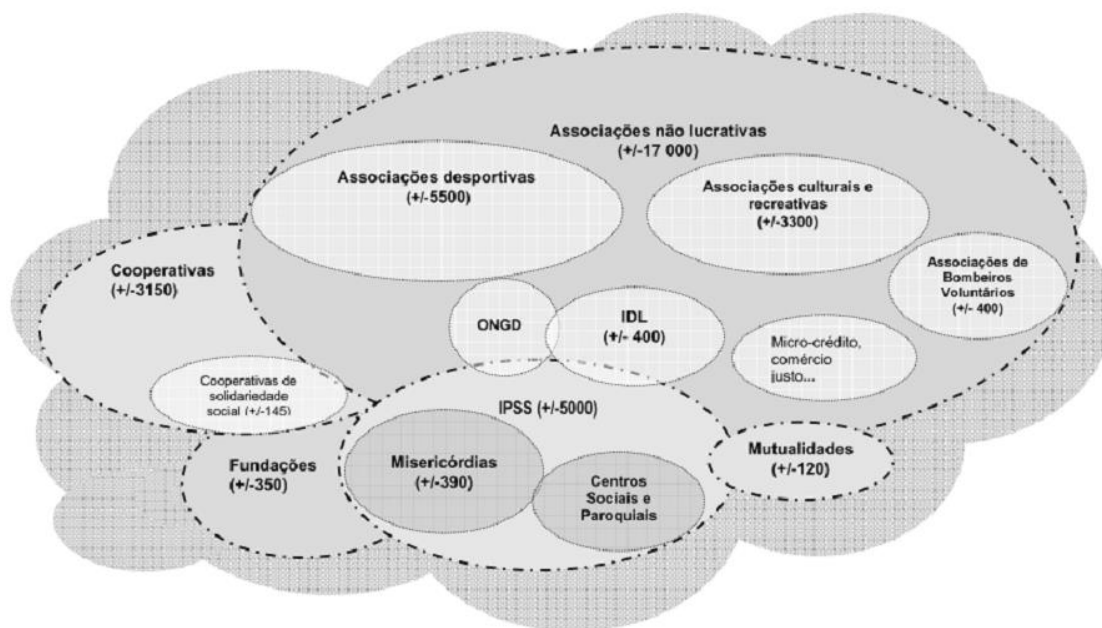 Associações não lucrativas
(+/-17 000)
Associações desportivas
(+/-5500)
Associações culturais e
recreativas
(+/-3300)
Cooperativas
(+/-3150)
Associações de
Bombeiros
Voluntários
(+/- 400)
ONGD
IDL
(+/- 400)
Micro-crédito,
comércio
justo...
Cooperativas de
solidariedade
social (+/-145)
IPSS (+/-5000)
Fundações
(+/-350)
Misericórdias
(+/-390)
Centros
Sociais e
Paroquiais
Mutualidades
(+/-120)